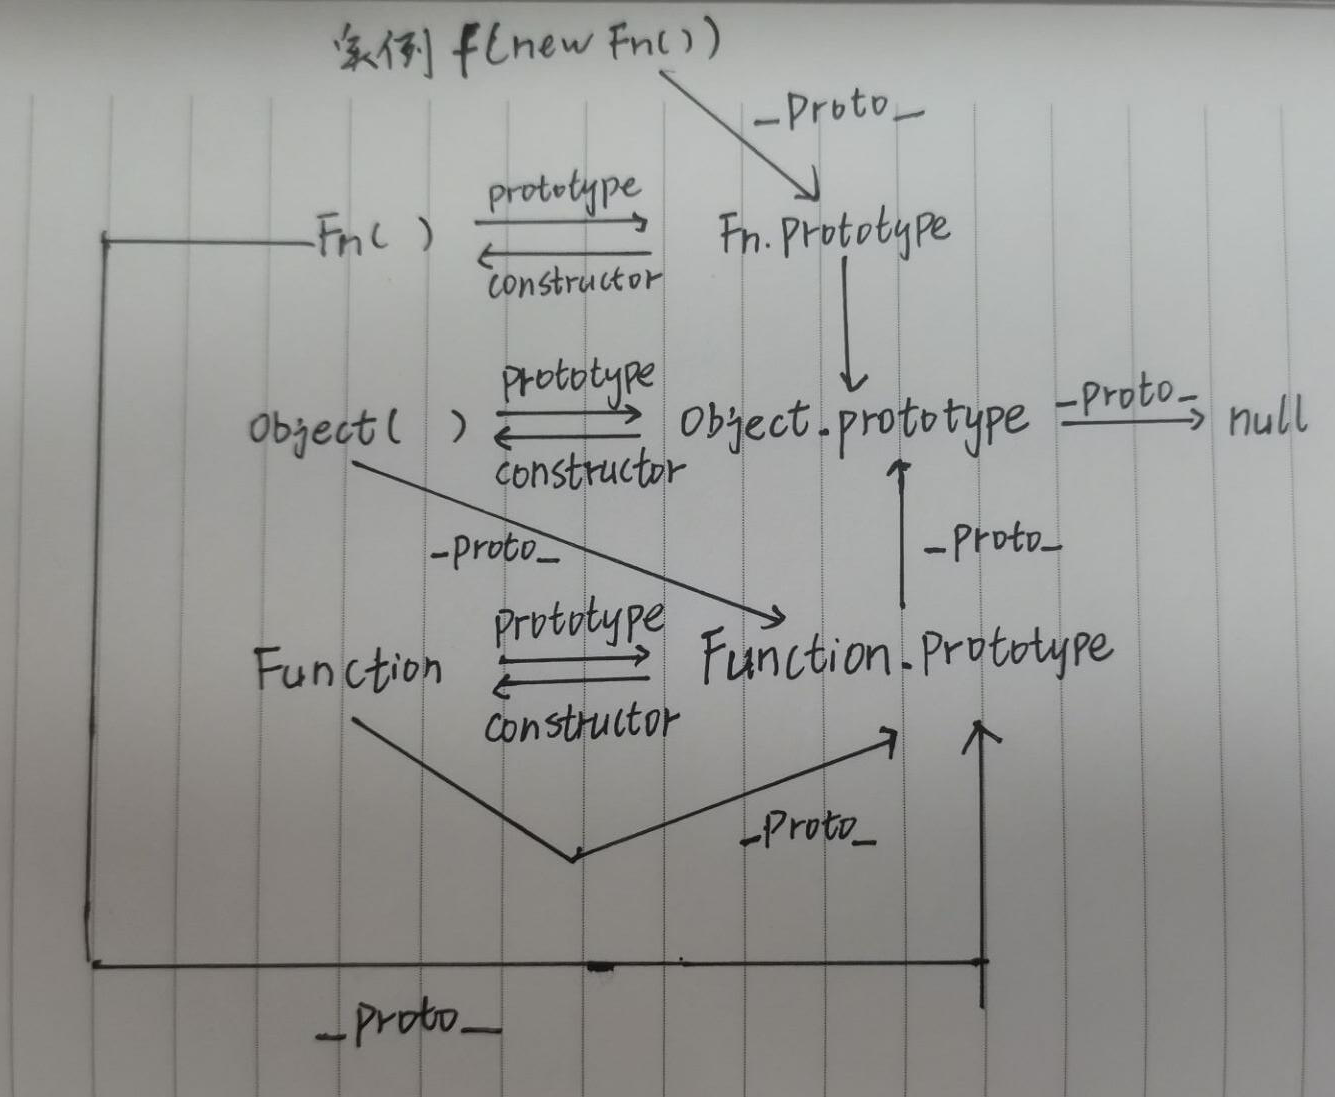 实例 f(new Fn())
_Proto_
prototype
Fn( )
Fn.Prototype
constructor
prototype
Object( )
Object.prototype
_Proto_
null
constructor
_Proto_
_Proto_
Prototype
Function
Function.Prototype
constructor
_Proto_
_Proto_